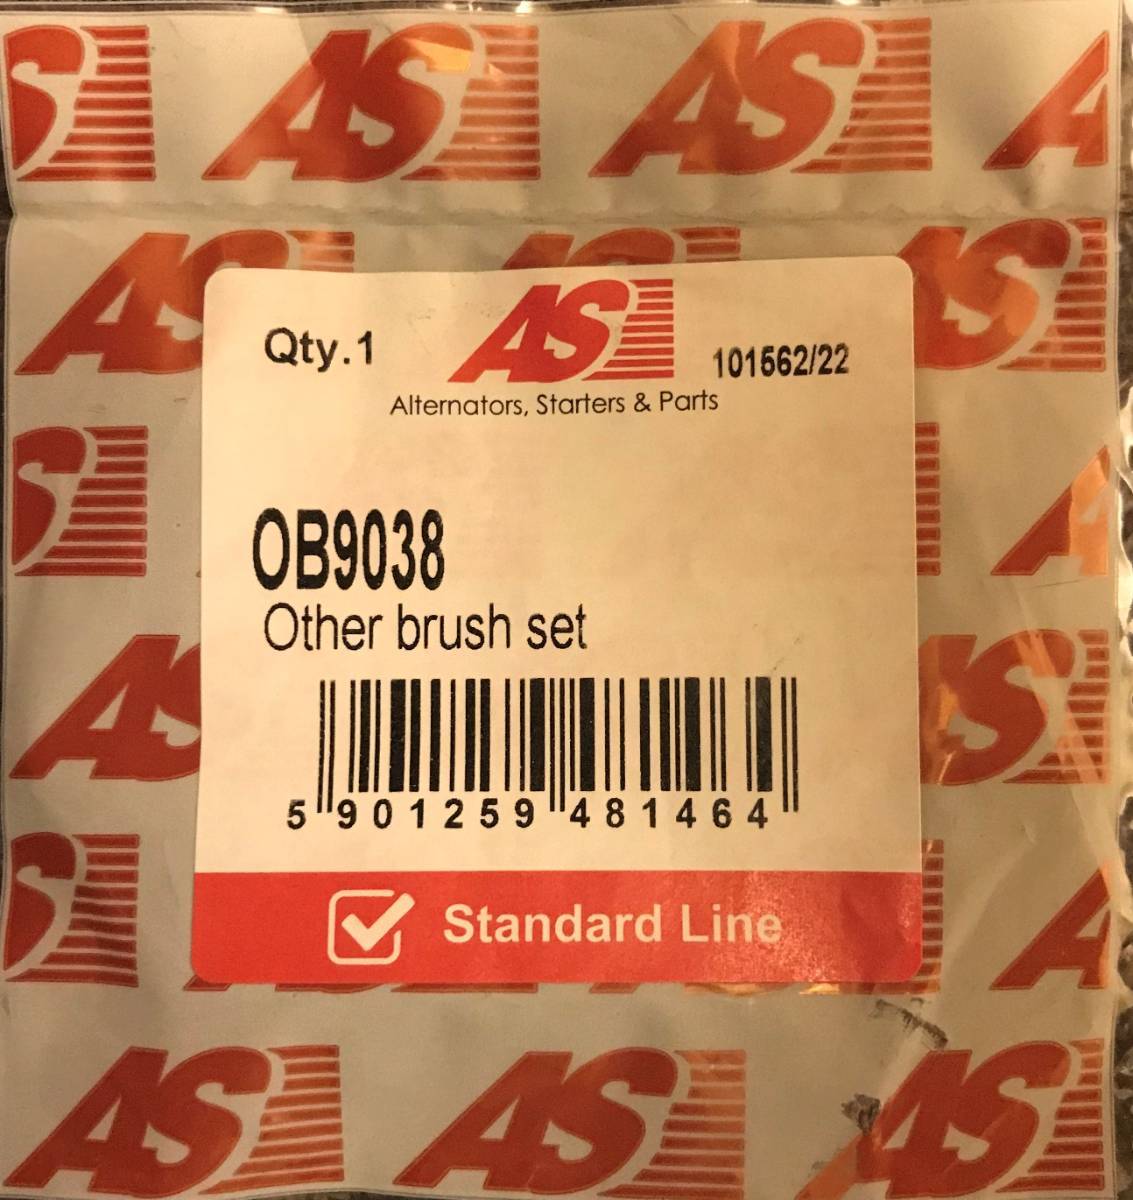 AS
Qty.1
101562/22
Alternators, Starters & Parts
OB9038
Other brush set
5 901259 481464
Standard Line